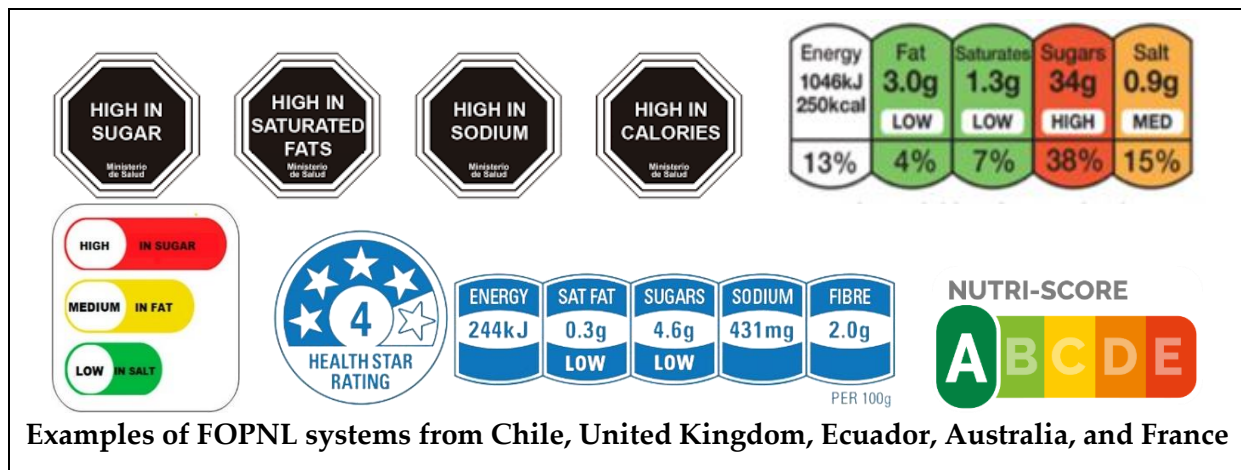 HIGH IN
SUGAR
Ministerio
de Salud
HIGH IN
SATURATED
FATS
Ministerio
de Salud
HIGH IN
SODIUM
Ministerio
de Salud
HIGH IN
CALORIES
Ministerio
de Salud
Energy
1046kJ
250kcal
13%
Fat
3.0g
LOW
4%
Saturates
1.3g
LOW
7%
Sugars
34g
HIGH
38%
Salt
0.9g
MED
15%
HIGH IN SUGAR
MEDIUM IN FAT
LOW IN SALT
4
HEALTH STAR
RATING
ENERGY
244kJ
SAT FAT
0.3g
LOW
SUGARS
4.6g
LOW
SODIUM
431mg
FIBRE
2.0g
PER 100g
NUTRI-SCORE
A B C D E
Examples of FOPNL systems from Chile, United Kingdom, Ecuador, Australia, and France